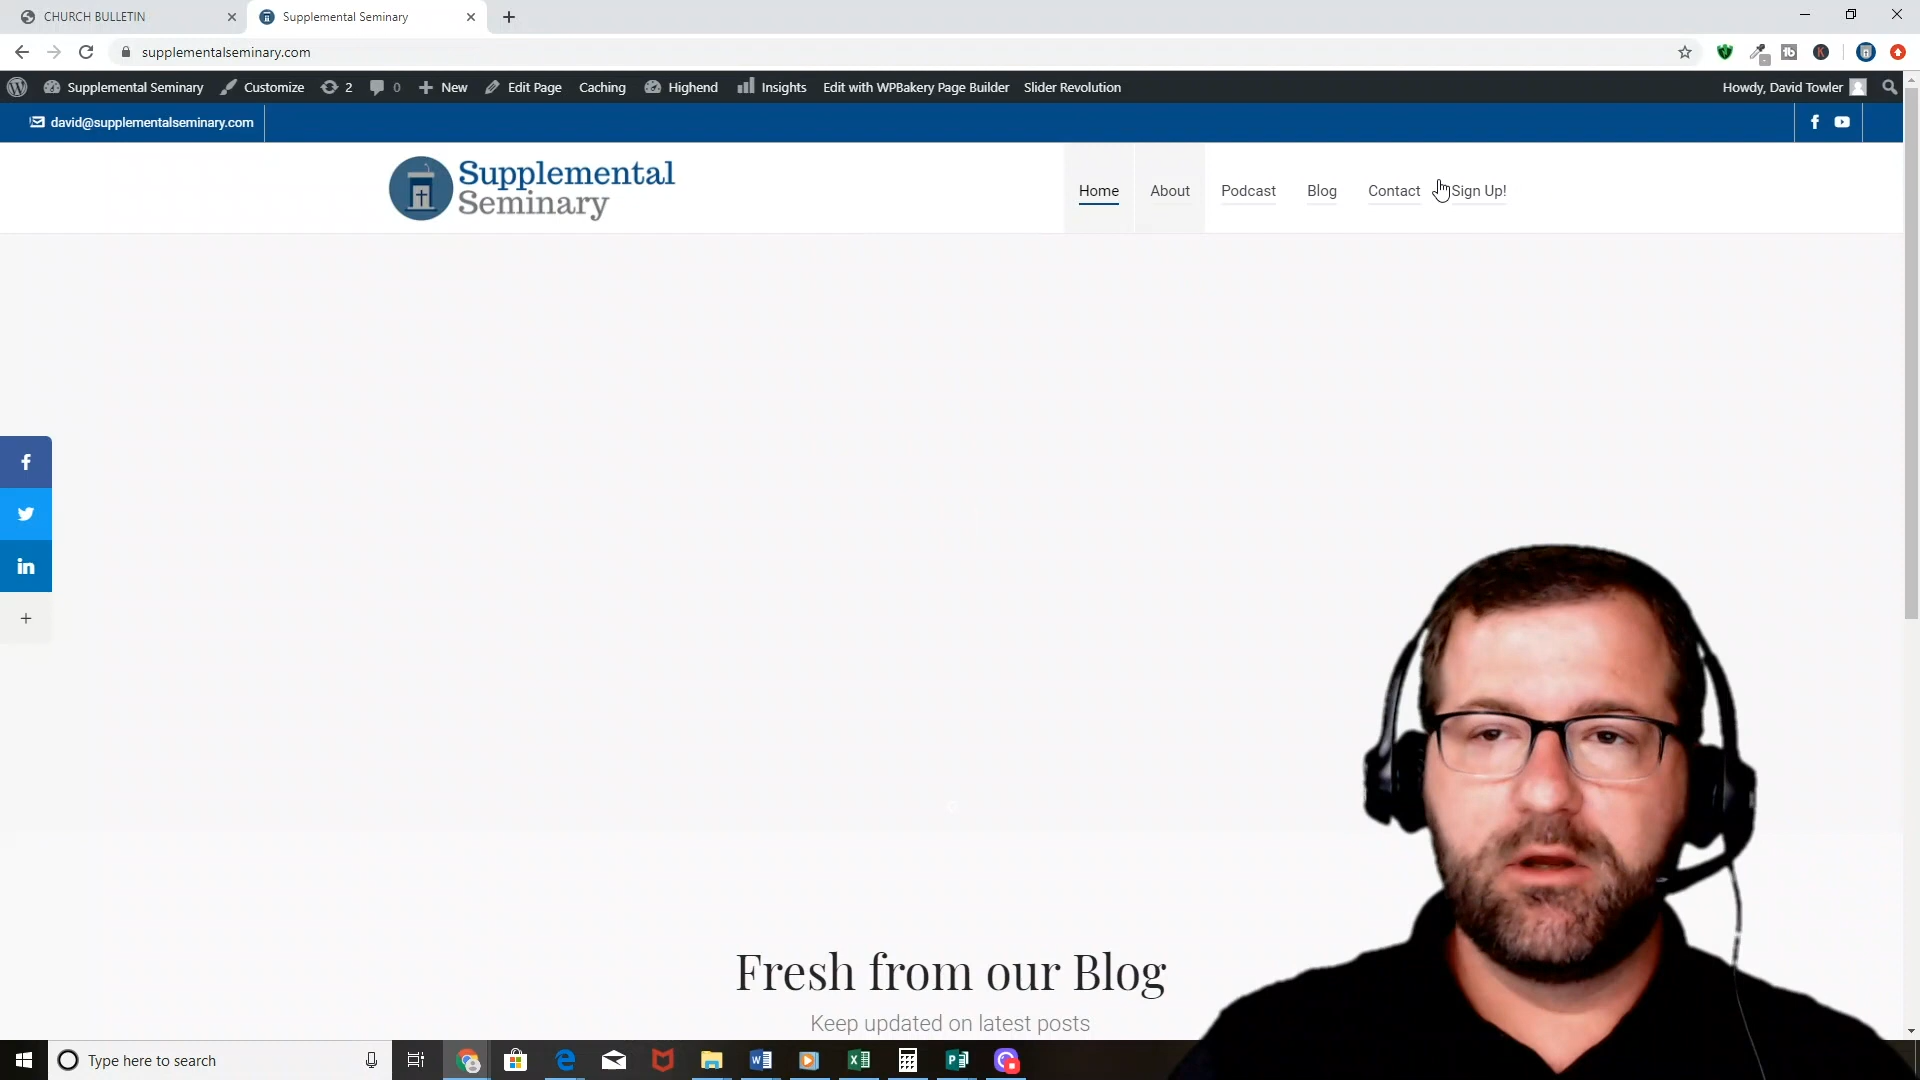 CHURCH BULLETIN
Supplemental Seminary
supplementalseminary.com
Supplemental Seminary Customize 2 0 New Edit Page Caching Highend Insights Edit with WPBakery Page Builder Slider Revolution Howdy, David Towler
david@supplementalseminary.com
Supplemental
Seminary
Home About Podcast Blog Contact Sign Up!
Fresh from our Blog
Keep updated on latest posts
Type here to search